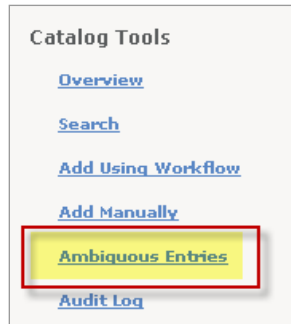 Catalog Tools
Overview
Search
Add Using Workflow
Add Manually
Ambiguous Entries
Audit Log